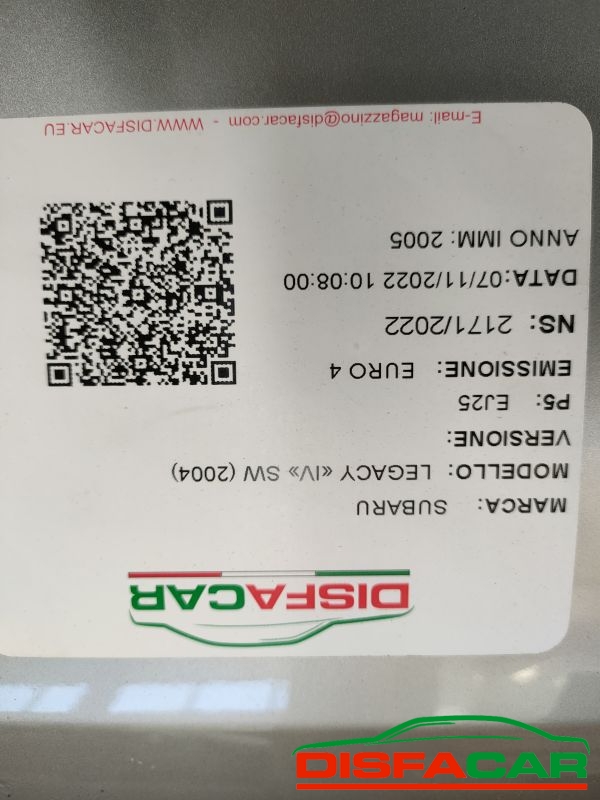 DISFACAR
MARCA: SUBARU
MODELLO: LEGACY «IV» SW (2004)
VERSIONE:
P5: EJ25
EMISSIONE: EURO 4
NS: 2171/2022
DATA:07/11/2022 10:08:00
ANNO IMM: 2005
E-mail: magazzino@disfacar.com - WWW.DISFACAR.EU
DISFACAR